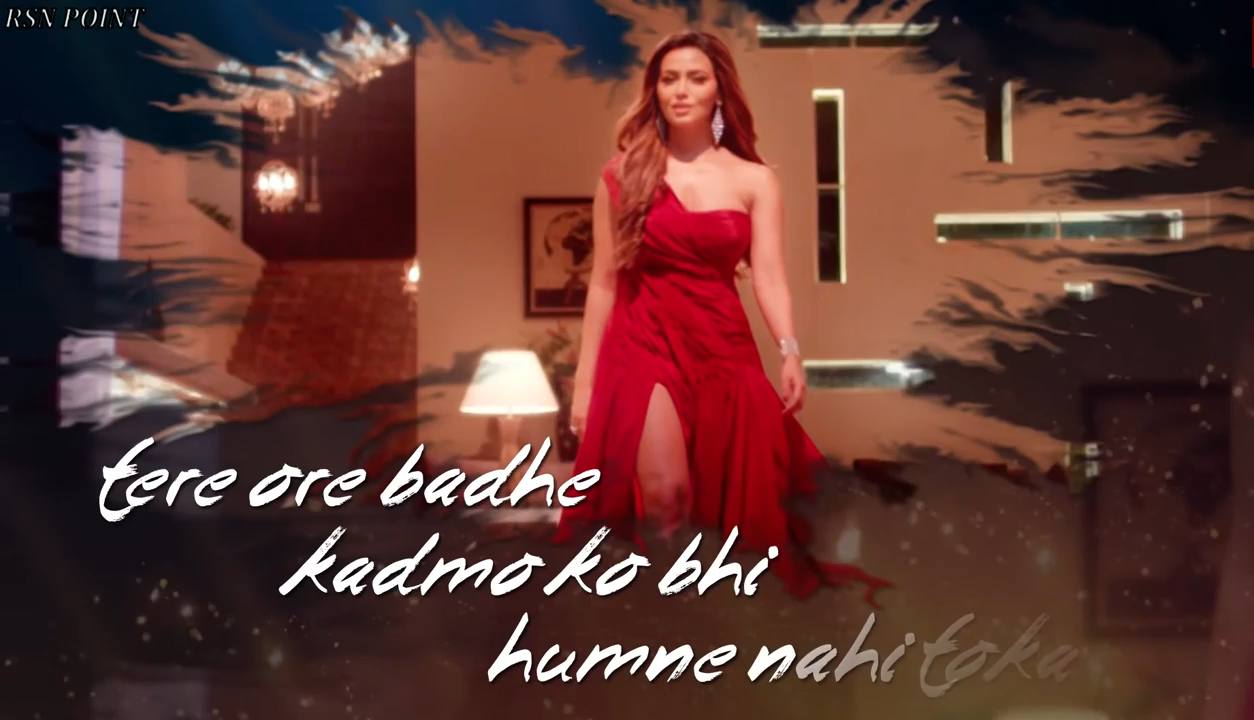 RSN POINT
tere ore badhe
kadmo ko bhi
humne nahi toka